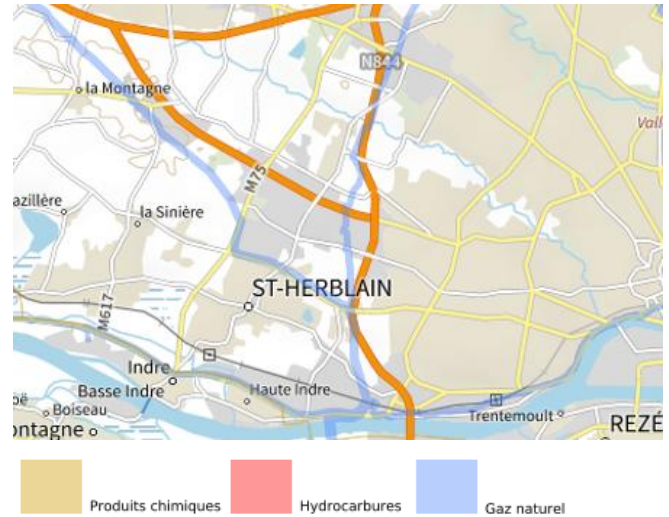 N844
la Montagne
Vall
M75
azillère
la Sinière
ST-HERBLAIN
M617
Indre
Basse Indre
Haute Indre
Boiseau
Trentemoult
REZÉ
ontagne
Produits chimiques
Hydrocarbures
Gaz naturel